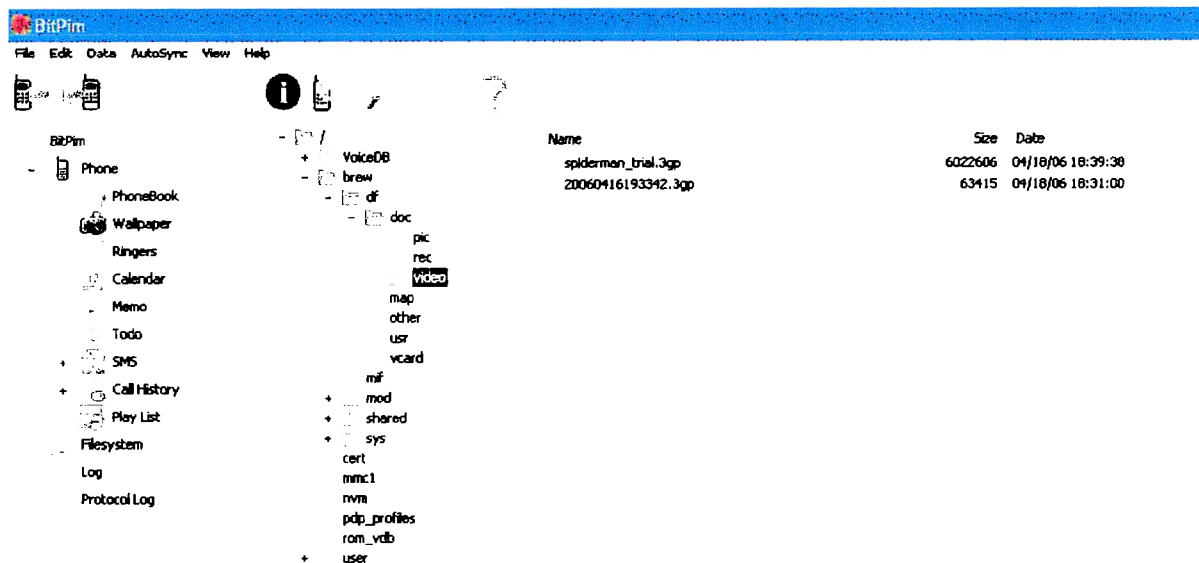 BitPim
File Edit Data AutoSync View Help
BitPim
- Phone
PhoneBook
Wallpaper
Ringers
Calendar
Memo
Todo
+ SMS
+ Call History
Play List
Filesystem
Log
Protocol Log
- /
+ VoiceDB
- brew
- df
- doc
pic
rec
video
map
other
usr
vcard
mif
+ mod
+ shared
+ sys
cert
mmc1
nvm
pdp_profiles
rom_vdb
+ user
Name Size Date
spiderman_trial.3gp 6022606 04/18/06 18:39:38
20060416193342.3gp 63415 04/18/06 18:31:00